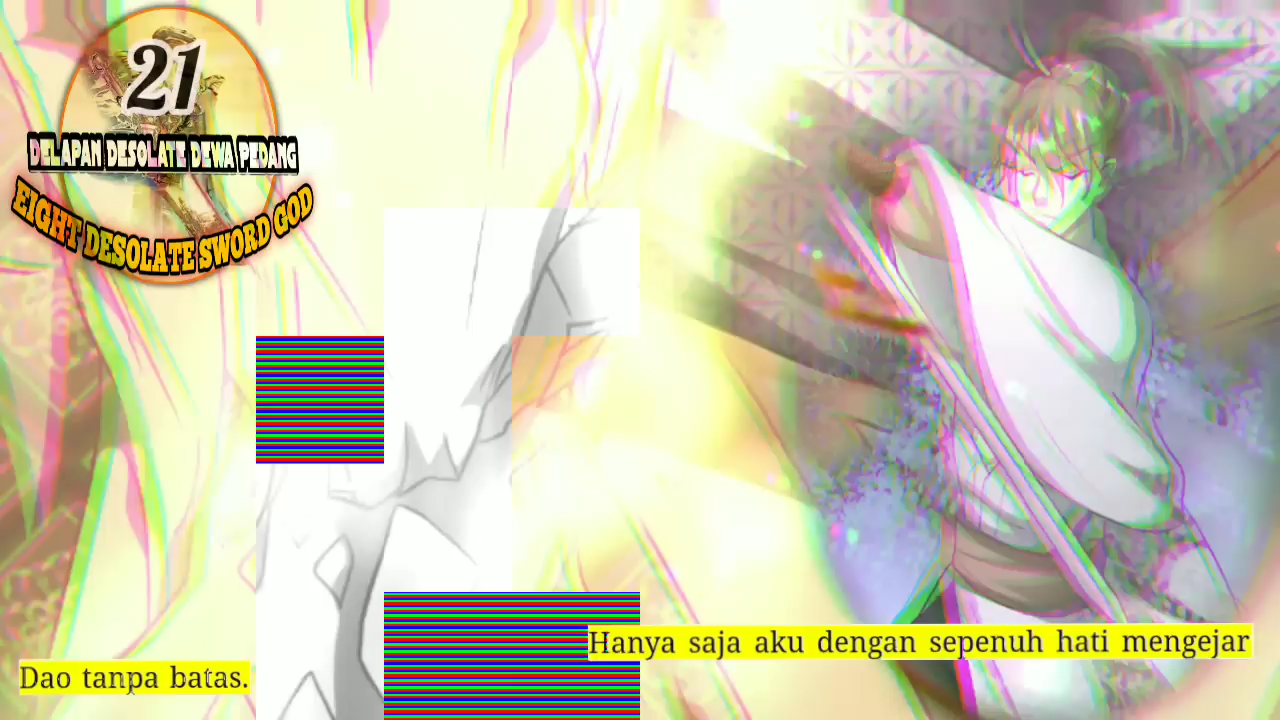 21
DELAPAN DESOLATE DEWA PEDANG
EIGHT DESOLATE SWORD GOD
Hanya saja aku dengan sepenuh hati mengejar
Dao tanpa batas.